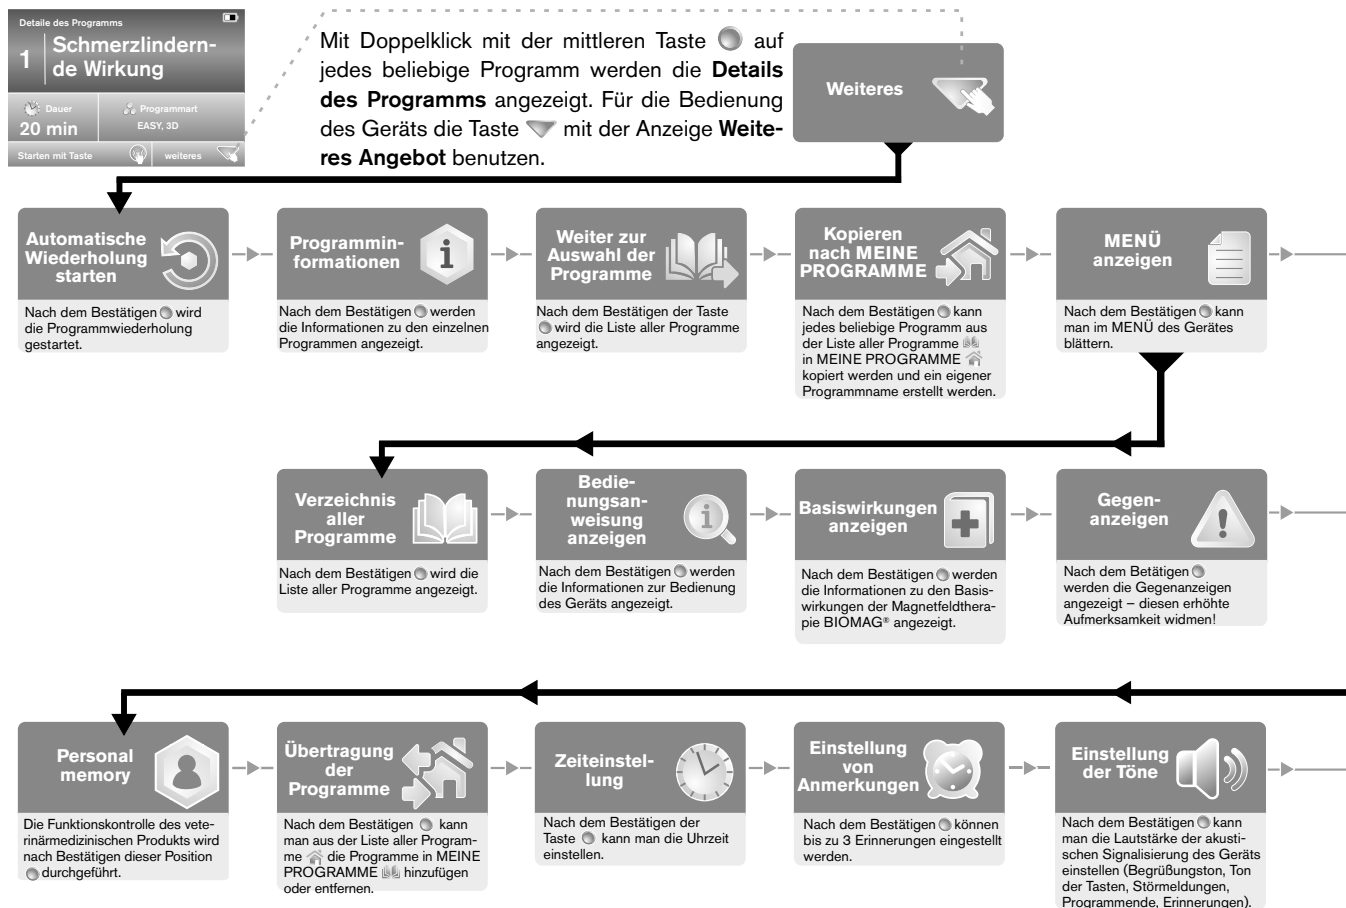 Detaile des Programms
1 Schmerzlindern-
de Wirkung
Dauer
20 min
Programmart
EASY, 3D
Starten mit Taste
weiteres
Mit Doppelklick mit der mittleren Taste auf
jedes beliebige Programm werden die Details
des Programms angezeigt. Für die Bedienung
des Geräts die Taste mit der Anzeige Weite-
res Angebot benutzen.
Weiteres
Automatische
Wiederholung
starten
Nach dem Bestätigen wird
die Programmwiederholung
gestartet.
Programmin-
formationen
i
Nach dem Bestätigen werden
die Informationen zu den einzelnen
Programmen angezeigt.
Weiter zur
Auswahl der
Programme
Nach dem Bestätigen der Taste
wird die Liste aller Programme
angezeigt.
Kopieren
nach MEINE
PROGRAMME
Nach dem Bestätigen kann
jedes beliebige Programm aus
der Liste aller Programme
in MEINE PROGRAMME
kopiert werden und ein eigener
Programmname erstellt werden.
MENÜ
anzeigen
Nach dem Bestätigen kann
man im MENÜ des Gerätes
blättern.
Verzeichnis
aller
Programme
Nach dem Bestätigen wird die
Liste aller Programme angezeigt.
Bedie-
nungsan-
weisung
anzeigen
i
Nach dem Bestätigen werden
die Informationen zur Bedienung
des Geräts angezeigt.
Basiswirkungen
anzeigen
Nach dem Bestätigen werden
die Informationen zu den Basis-
wirkungen der Magnetfeldthera-
pie BIOMAG® angezeigt.
Gegen-
anzeigen
!
Nach dem Betätigen
werden die Gegenanzeigen
angezeigt – diesen erhöhte
Aufmerksamkeit widmen!
Personal
memory
Die Funktionskontrolle des vete-
rinärmedizinischen Produkts wird
nach Bestätigen dieser Position
durchgeführt.
Übertragung
der
Programme
Nach dem Bestätigen kann
man aus der Liste aller Program-
me die Programme in MEINE
PROGRAMME hinzufügen
oder entfernen.
Zeiteinstel-
lung
Nach dem Bestätigen der
Taste kann man die Uhrzeit
einstellen.
Einstellung
von
Anmerkungen
Nach dem Bestätigen können
bis zu 3 Erinnerungen eingestellt
werden.
Einstellung
der Töne
Nach dem Bestätigen kann
man die Lautstärke der akusti-
schen Signalisierung des Geräts
einstellen (Begrüßungston, Ton
der Tasten, Störmeldungen,
Programmende, Erinnerungen).